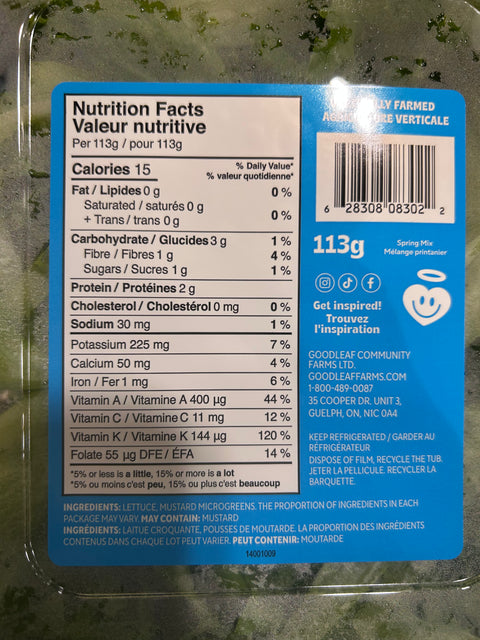 Nutrition Facts
Valeur nutritive
Per 113g / pour 113g
Calories 15
% Daily Value*
% valeur quotidienne*
Fat / Lipides 0 g 0 %
Saturated / saturés 0 g
+ Trans / trans 0 g 0 %
Carbohydrate / Glucides 3 g 1 %
Fibre / Fibres 1 g 4 %
Sugars / Sucres 1 g 1 %
Protein / Protéines 2 g
Cholesterol / Cholestérol 0 mg 0 %
Sodium 30 mg 1 %
Potassium 225 mg 7 %
Calcium 50 mg 4 %
Iron / Fer 1 mg 6 %
Vitamin A / Vitamine A 400 µg 44 %
Vitamin C / Vitamine C 11 mg 12 %
Vitamin K / Vitamine K 144 µg 120 %
Folate 55 µg DFE / ÉFA 14 %
*5% or less is a little, 15% or more is a lot
*5% ou moins c'est peu, 15% ou plus c'est beaucoup
FARMED
VERTICALE
6 28308 08302 2
113g
Spring Mix
Mélange printanier
Get inspired!
Trouvez
l'inspiration
GOODLEAF COMMUNITY
FARMS LTD.
GOODLEAFFARMS.COM
1-800-489-0087
35 COOPER DR. UNIT 3,
GUELPH, ON, N1C 0A4
KEEP REFRIGERATED / GARDER AU
RÉFRIGÉRATEUR
DISPOSE OF FILM, RECYCLE THE TUB.
JETER LA PELLICULE. RECYCLER LA
BARQUETTE.
INGREDIENTS: LETTUCE, MUSTARD MICROGREENS. THE PROPORTION OF INGREDIENTS IN EACH
PACKAGE MAY VARY. MAY CONTAIN: MUSTARD
INGRÉDIENTS: LAITUE CROQUANTE, POUSSES DE MOUTARDE. LA PROPORTION DES INGRÉDIENTS
CONTENUS DANS CHAQUE LOT PEUT VARIER. PEUT CONTENIR: MOUTARDE
14001009